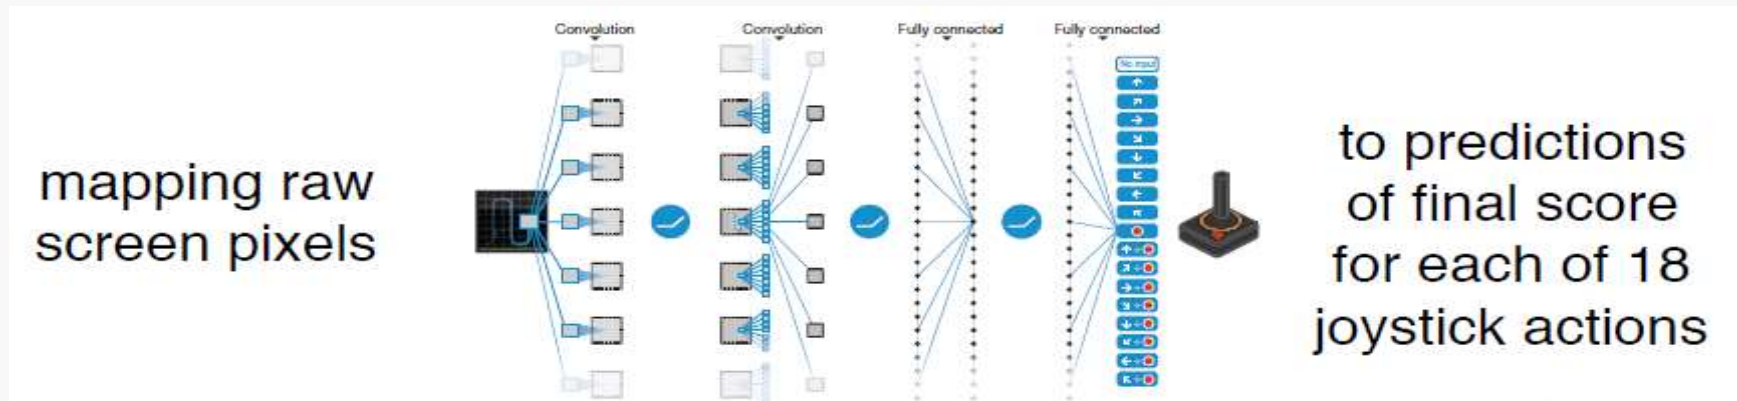 Convolution
Convolution
Fully connected
Fully connected
No input
mapping raw
screen pixels
to predictions
of final score
for each of 18
joystick actions